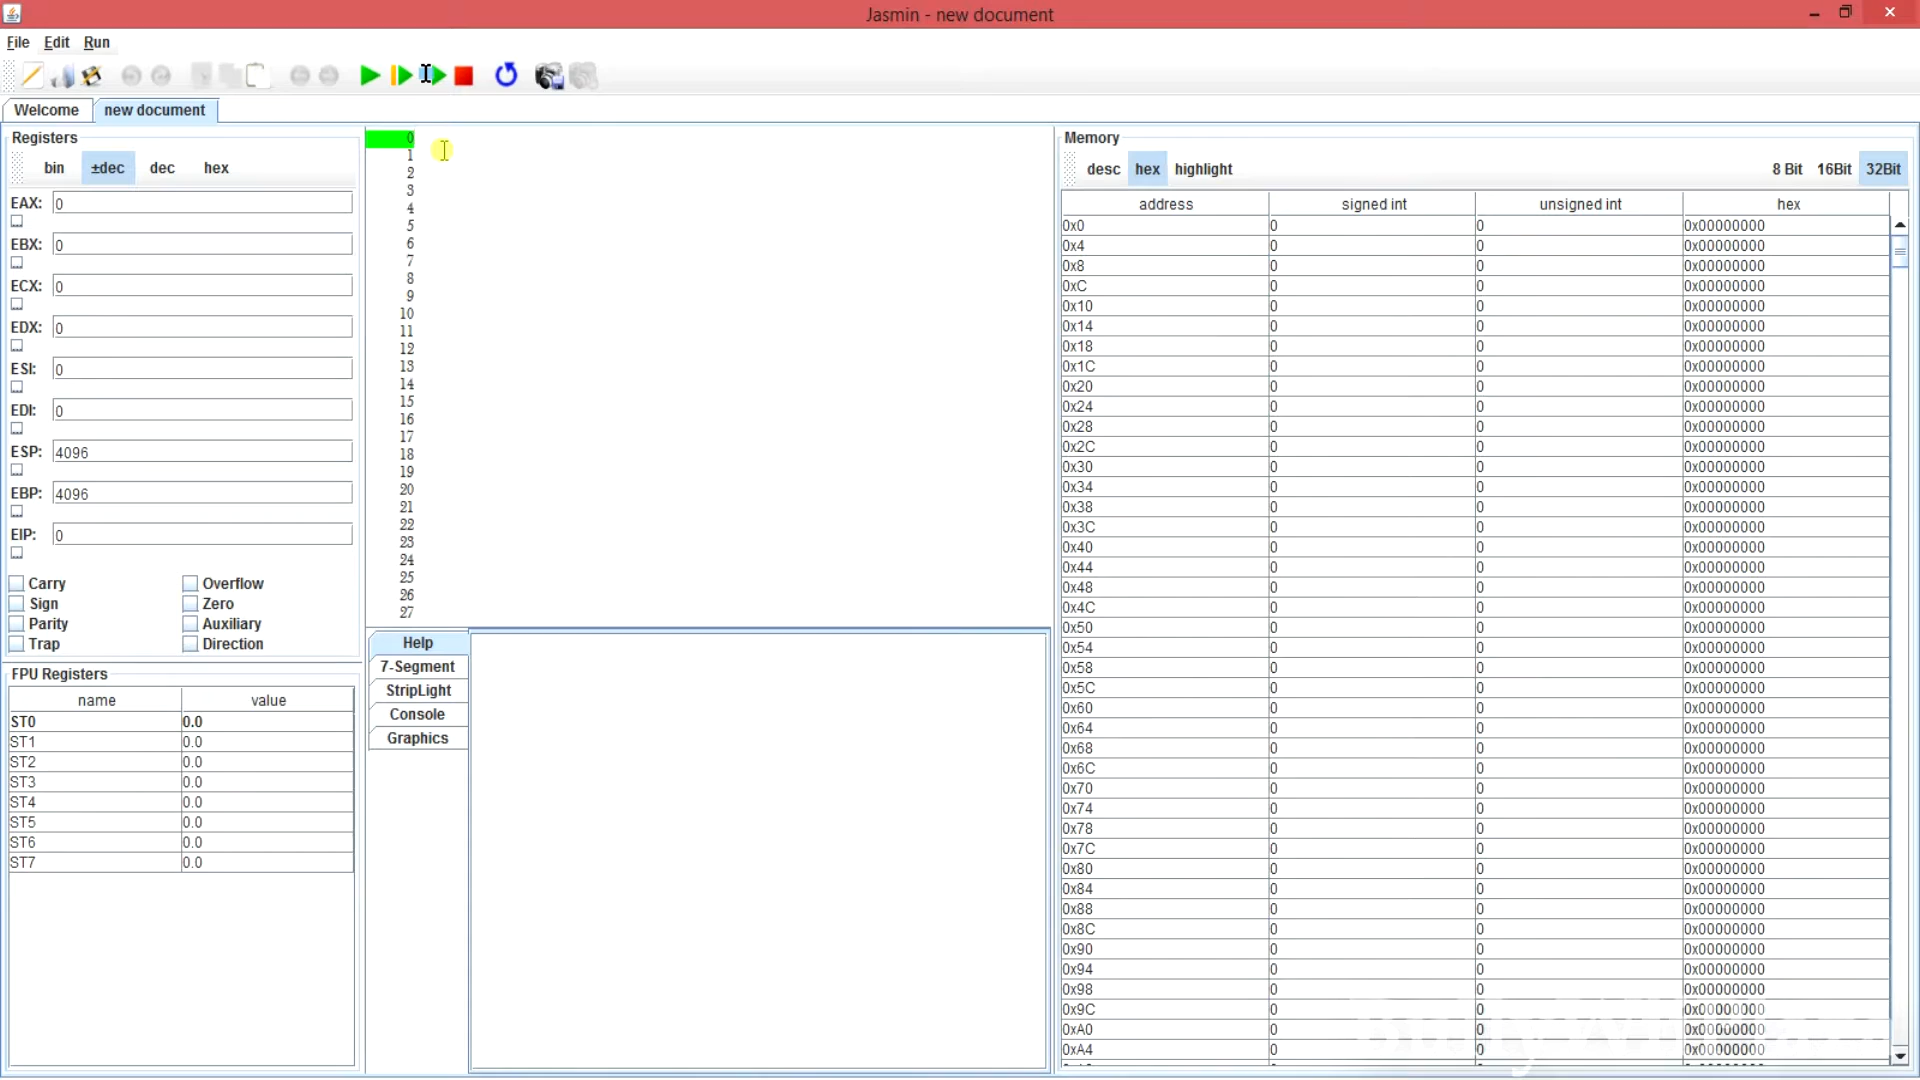 Jasmin - new document
File Edit Run
Welcome new document
Registers
bin ±dec dec hex
EAX: 0
EBX: 0
ECX: 0
EDX: 0
ESI: 0
EDI: 0
ESP: 4096
EBP: 4096
EIP: 0
Carry Overflow
Sign Zero
Parity Auxiliary
Trap Direction
FPU Registers
name value
ST0 0.0
ST1 0.0
ST2 0.0
ST3 0.0
ST4 0.0
ST5 0.0
ST6 0.0
ST7 0.0
0
1
2
3
4
5
6
7
8
9
10
11
12
13
14
15
16
17
18
19
20
21
22
23
24
25
26
27
Help
7-Segment
StripLight
Console
Graphics
Memory
desc hex highlight 8 Bit 16Bit 32Bit
address signed int unsigned int hex
0x0 0 0 0x00000000
0x4 0 0 0x00000000
0x8 0 0 0x00000000
0xC 0 0 0x00000000
0x10 0 0 0x00000000
0x14 0 0 0x00000000
0x18 0 0 0x00000000
0x1C 0 0 0x00000000
0x20 0 0 0x00000000
0x24 0 0 0x00000000
0x28 0 0 0x00000000
0x2C 0 0 0x00000000
0x30 0 0 0x00000000
0x34 0 0 0x00000000
0x38 0 0 0x00000000
0x3C 0 0 0x00000000
0x40 0 0 0x00000000
0x44 0 0 0x00000000
0x48 0 0 0x00000000
0x4C 0 0 0x00000000
0x50 0 0 0x00000000
0x54 0 0 0x00000000
0x58 0 0 0x00000000
0x5C 0 0 0x00000000
0x60 0 0 0x00000000
0x64 0 0 0x00000000
0x68 0 0 0x00000000
0x6C 0 0 0x00000000
0x70 0 0 0x00000000
0x74 0 0 0x00000000
0x78 0 0 0x00000000
0x7C 0 0 0x00000000
0x80 0 0 0x00000000
0x84 0 0 0x00000000
0x88 0 0 0x00000000
0x8C 0 0 0x00000000
0x90 0 0 0x00000000
0x94 0 0 0x00000000
0x98 0 0 0x00000000
0x9C 0 0 0x00000000
0xA0 0 0 0x00000000
0xA4 0 0 0x00000000